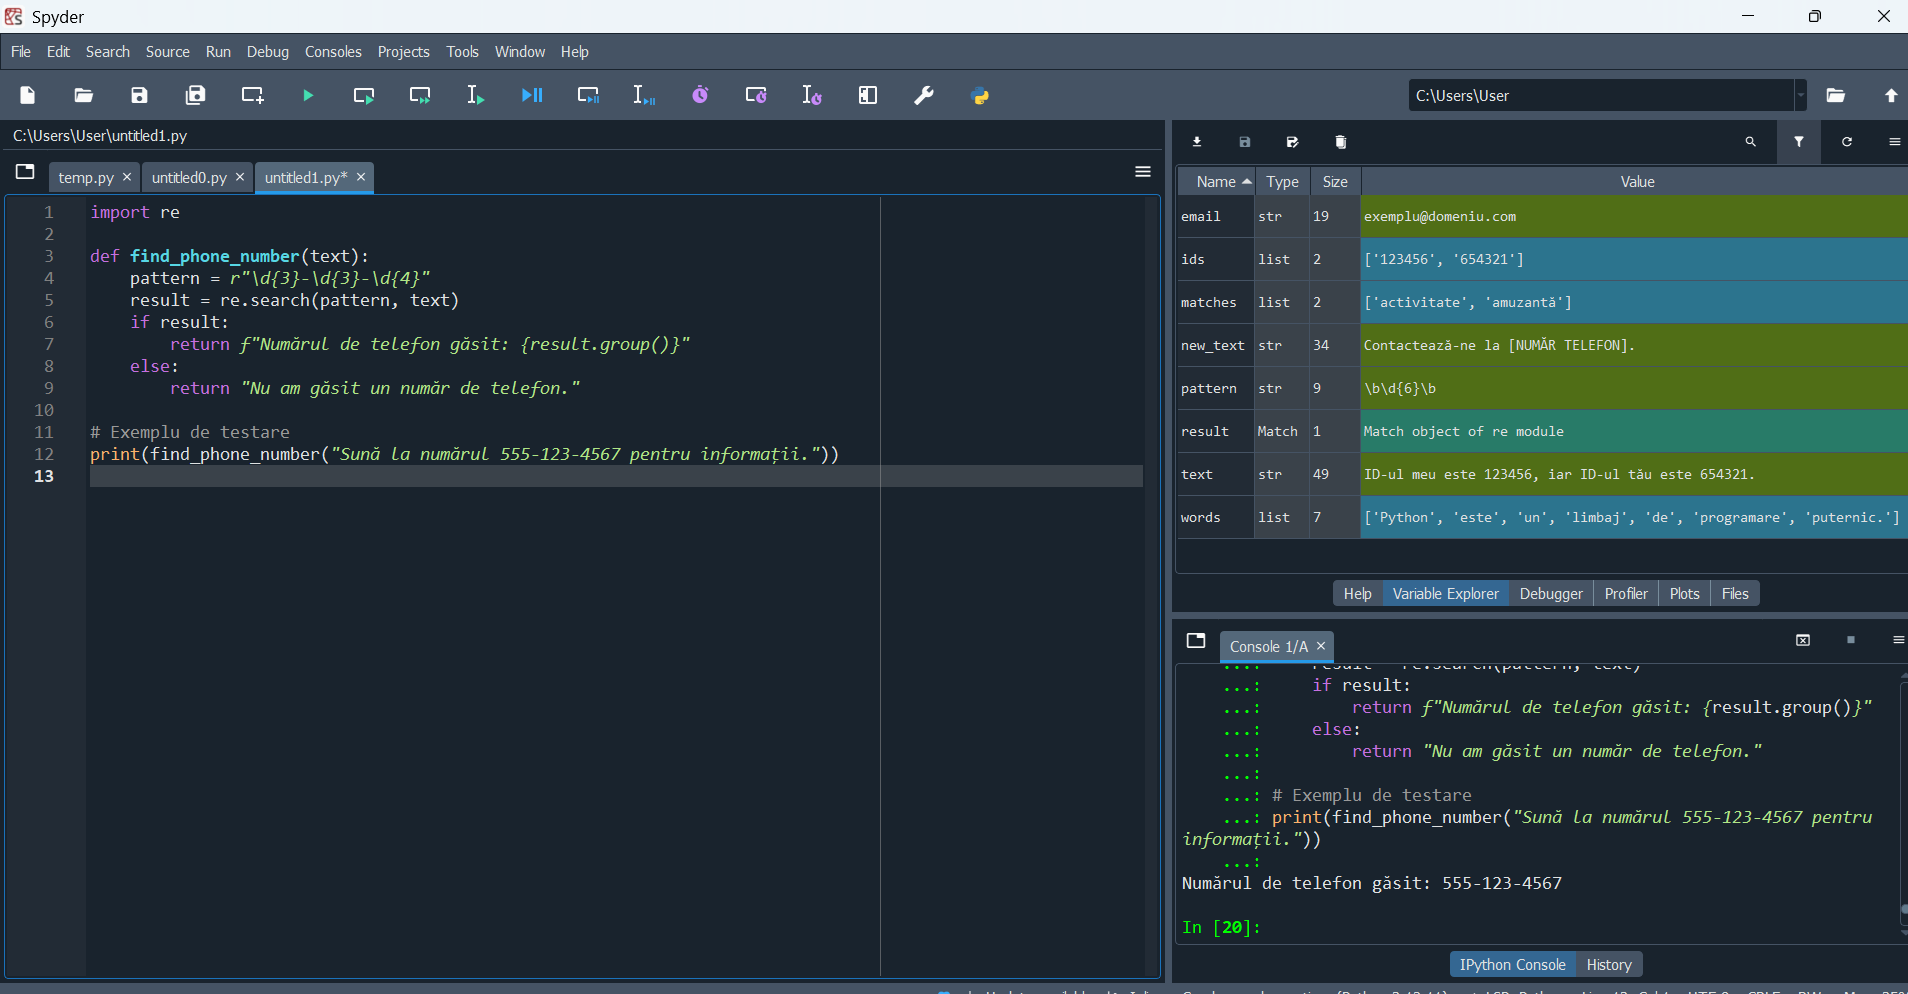 Spyder
File Edit Search Source Run Debug Consoles Projects Tools Window Help
C:\Users\User
C:\Users\User\untitled1.py
temp.py untitled0.py untitled1.py*
1 import re
2
3 def find_phone_number(text):
4 pattern = r"\d{3}-\d{3}-\d{4}"
5 result = re.search(pattern, text)
6 if result:
7 return f"Numărul de telefon găsit: {result.group()}"
8 else:
9 return "Nu am găsit un număr de telefon."
10
11 # Exemplu de testare
12 print(find_phone_number("Sună la numărul 555-123-4567 pentru informații."))
13
Name Type Size Value
email str 19 exemplu@domeniu.com
ids list 2 ['123456', '654321']
matches list 2 ['activitate', 'amuzantă']
new_text str 34 Contactează-ne la [NUMĂR TELEFON].
pattern str 9 \b\d{6}\b
result Match 1 Match object of re module
text str 49 ID-ul meu este 123456, iar ID-ul tău este 654321.
words list 7 ['Python', 'este', 'un', 'limbaj', 'de', 'programare', 'puternic.']
Help Variable Explorer Debugger Profiler Plots Files
Console 1/A
...: result = re.search(pattern, text)
...: if result:
...: return f"Numărul de telefon găsit: {result.group()}"
...: else:
...: return "Nu am găsit un număr de telefon."
...:
...: # Exemplu de testare
...: print(find_phone_number("Sună la numărul 555-123-4567 pentru
informații."))
...:
Numărul de telefon găsit: 555-123-4567
In [20]:
IPython Console History